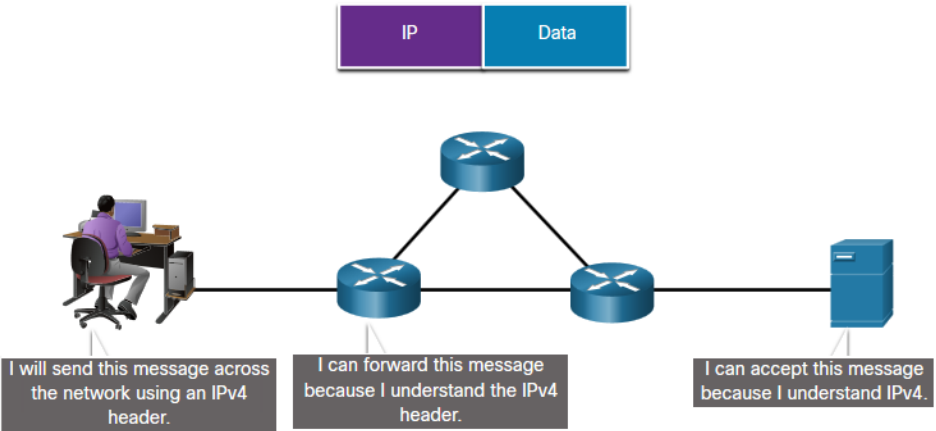 IP
Data
I will send this message across
the network using an IPv4
header.
I can forward this message
because I understand the IPv4
header.
I can accept this message
because I understand IPv4.